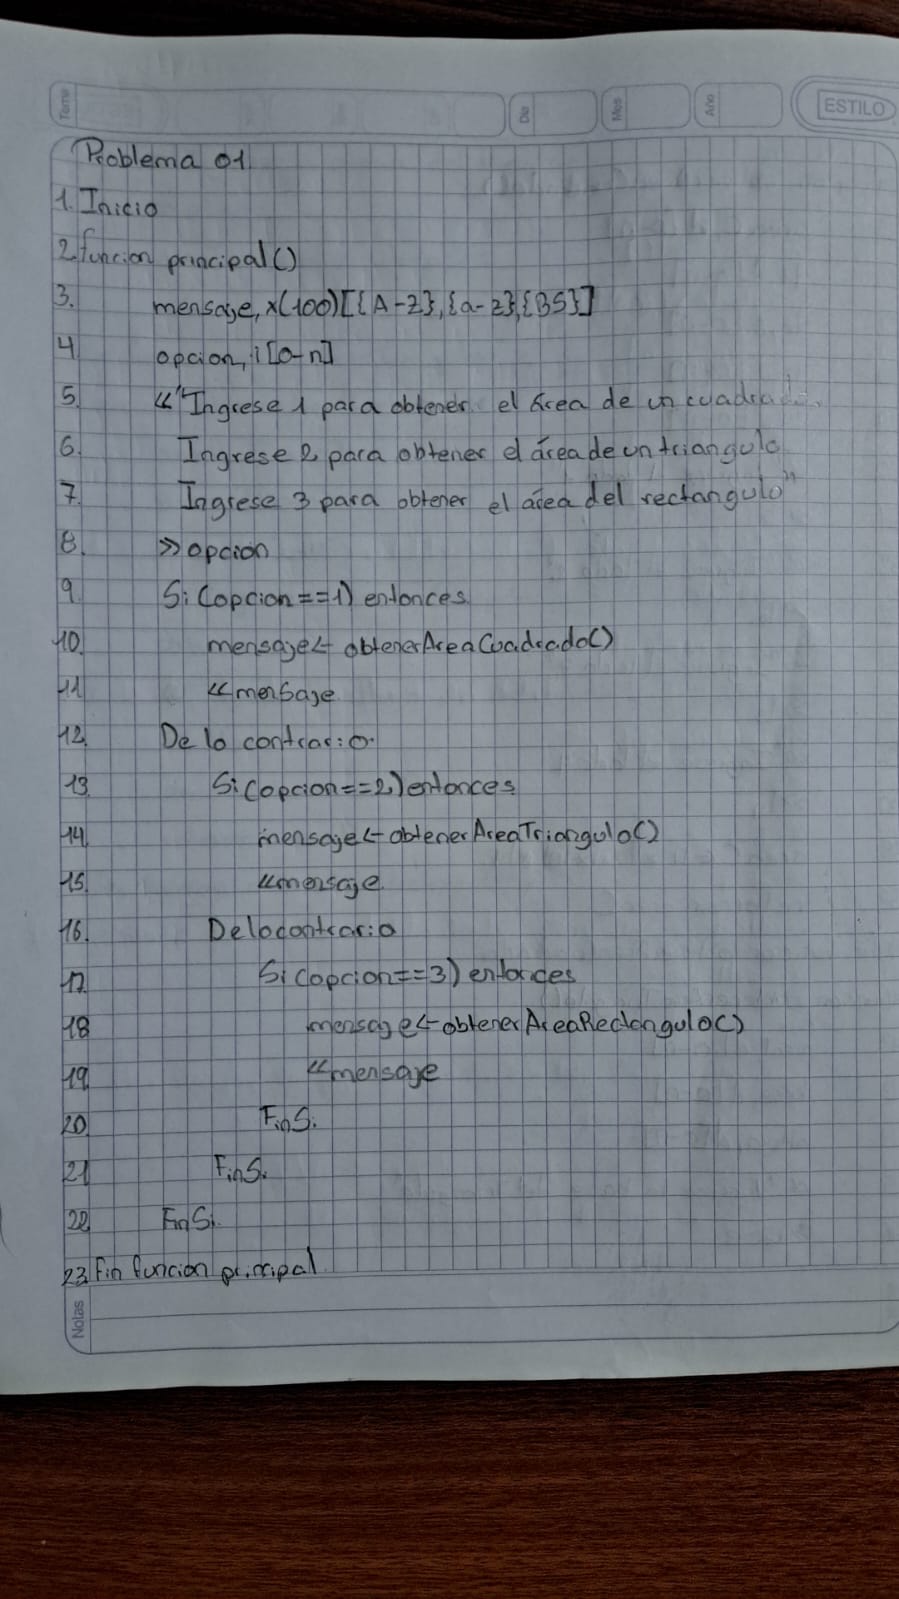 Tema
Dia
Mes
Año
ESTILO
Problema 01
1. Inicio
2. funcion principal()
3. mensaje, x(100)[{A-Z},{a-z},{BS}]
4 opcion, i [0-n]
5. «"Ingrese 1 para obtener el área de un cuadrado
6. Ingrese 2 para obtener el área de un triangulo
7. Ingrese 3 para obtener el área del rectangulo"
8. »opcion
9. Si (opcion==1) entonces
10. mensaje← obtenerAreaCuadrado()
11 «mensaje
12. De lo contrario.
13 Si (opcion==2) entonces
14. mensaje← obtenerAreaTriangulo()
15. «mensaje
16. De lo contrario
17 Si (opcion==3) entonces
18 mensaje← obtenerAreaRectangulo()
19. «mensaje
20. FinSi
21 FinSi
22 FinSi
23. Fin funcion principal
Notas